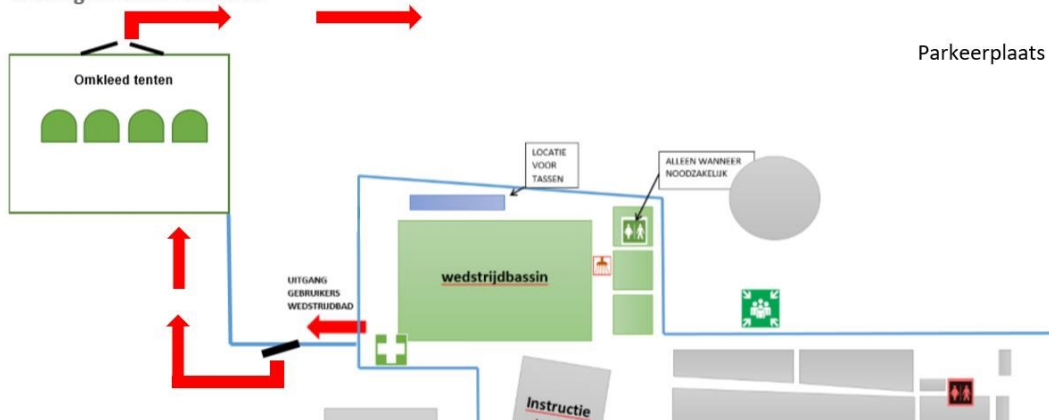 Parkeerplaats
Omkleed tenten
LOCATIE
VOOR
TASSEN
ALLEEN WANNEER
NOODZAKELIJK
wedstrijdbassin
UITGANG
GEBRUIKERS
WEDSTRIJDBAD
Instructie